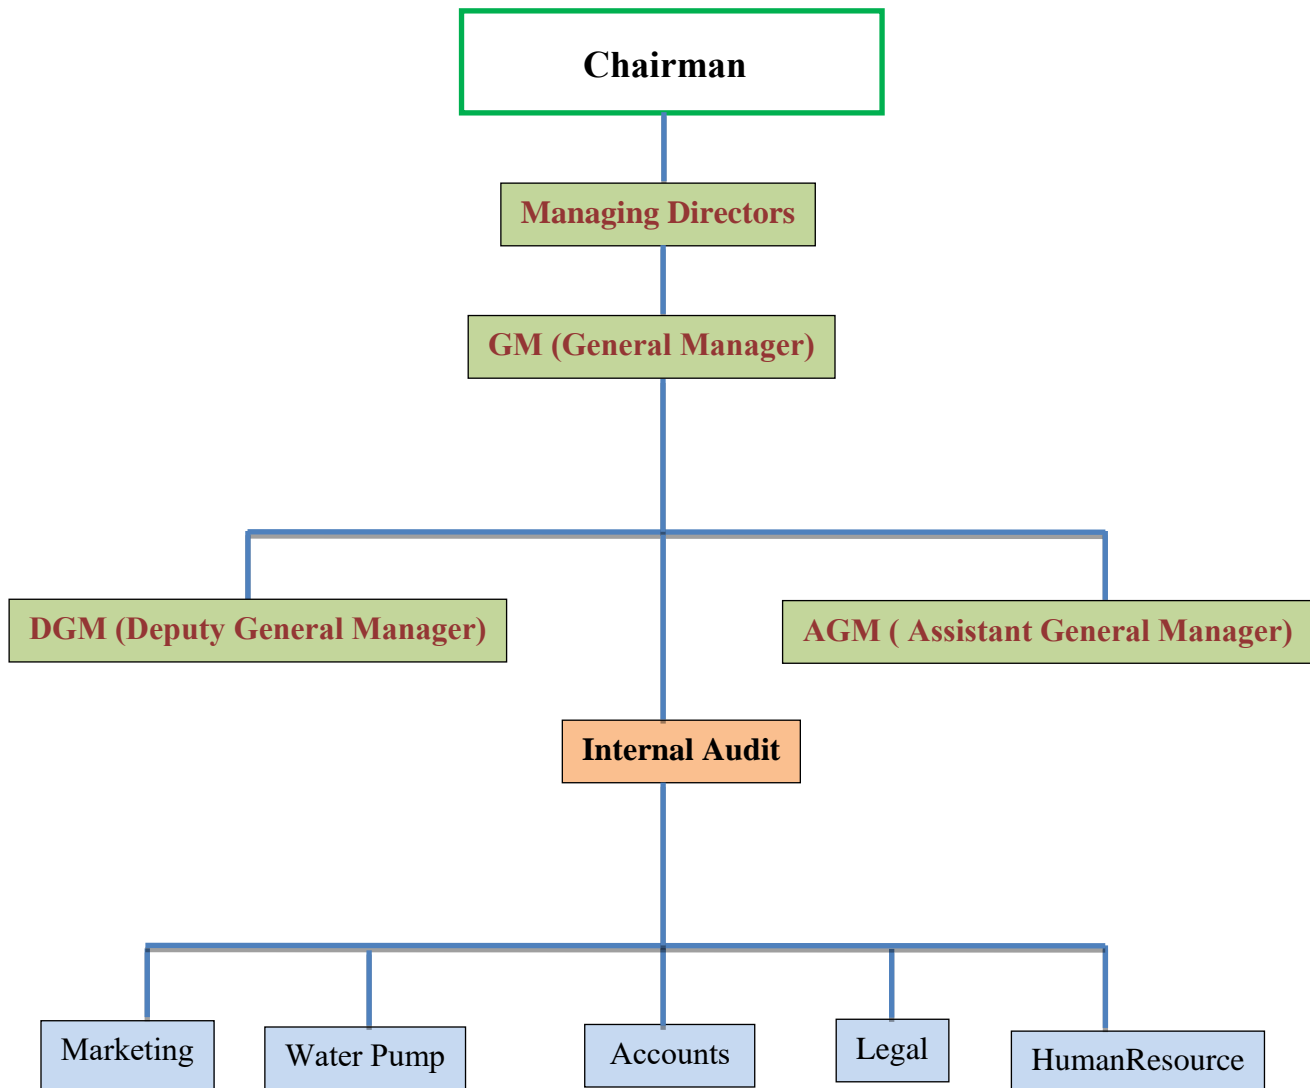 Chairman
Managing Directors
GM (General Manager)
DGM (Deputy General Manager)
AGM ( Assistant General Manager)
Internal Audit
Marketing
Water Pump
Accounts
Legal
HumanResource